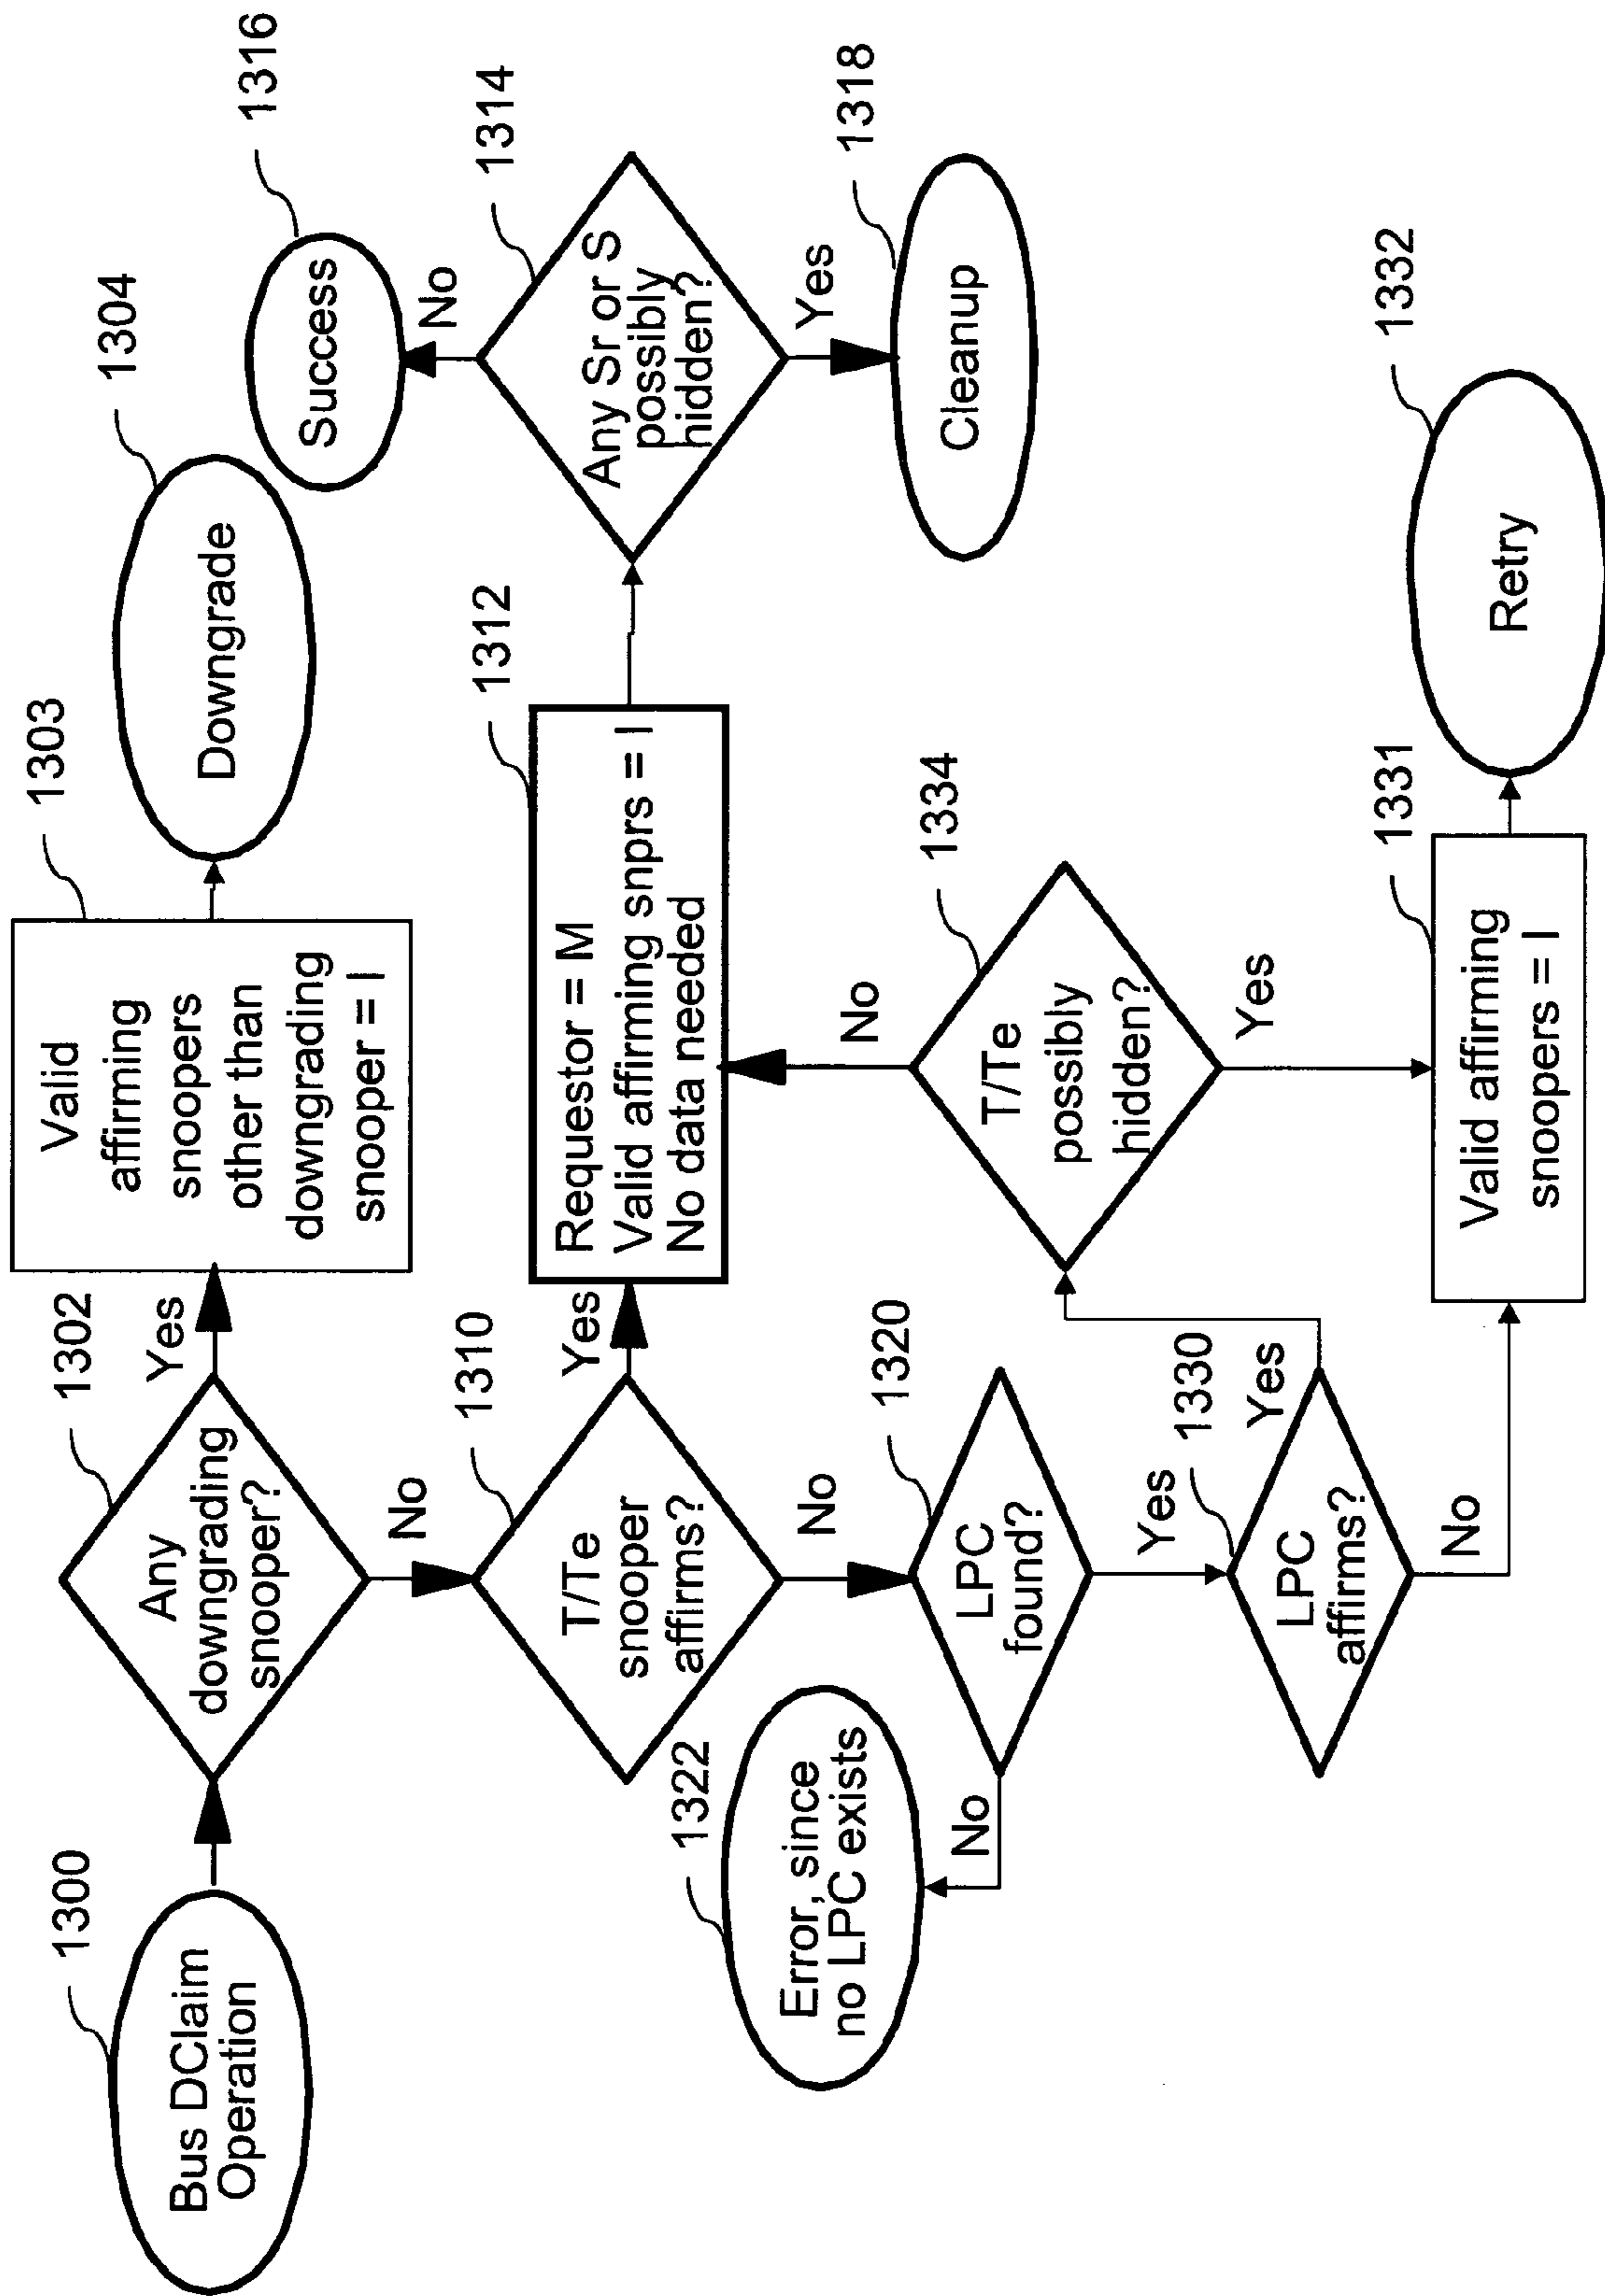 1300
Bus DClaim
Operation
1302
Any
downgrading
snooper?
Yes
No
1303
Valid
affirming
snoopers
other than
downgrading
snooper = I
1304
Downgrade
1310
T/Te
snooper
affirms?
Yes
No
1312
Requestor = M
Valid affirming snprs = I
No data needed
1314
Any Sr or S
possibly
hidden?
No
Yes
1316
Success
1318
Cleanup
1320
LPC
found?
No
Yes
1322
Error, since
no LPC exists
1330
LPC
affirms?
Yes
No
1334
T/Te
possibly
hidden?
No
Yes
1331
Valid affirming
snoopers = I
1332
Retry